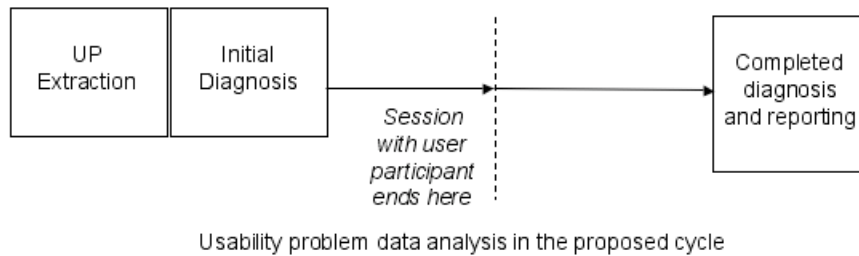 UP
Extraction
Initial
Diagnosis
Session
with user
participant
ends here
Completed
diagnosis
and reporting
Usability problem data analysis in the proposed cycle